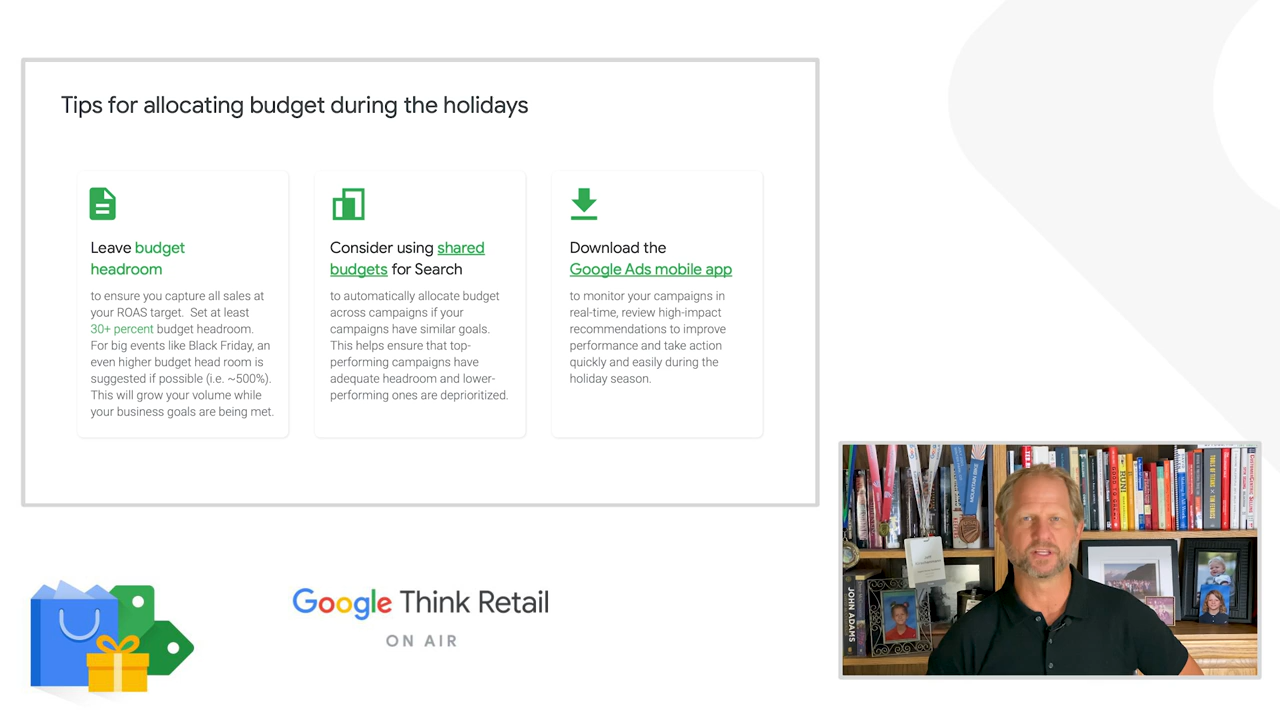 Tips for allocating budget during the holidays
Leave budget
headroom
to ensure you capture all sales at
your ROAS target.  Set at least
30+ percent budget headroom.
For big events like Black Friday, an
even higher budget head room is
suggested if possible (i.e. ~500%).
This will grow your volume while
your business goals are being met.
Consider using shared
budgets for Search
to automatically allocate budget
across campaigns if your
campaigns have similar goals.
This helps ensure that top-
performing campaigns have
adequate headroom and lower-
performing ones are deprioritized.
Download the
Google Ads mobile app
to monitor your campaigns in
real-time, review high-impact
recommendations to improve
performance and take action
quickly and easily during the
holiday season.
Google Think Retail
ON AIR
JOHN ADAMS
MOUNTAIN BIKE